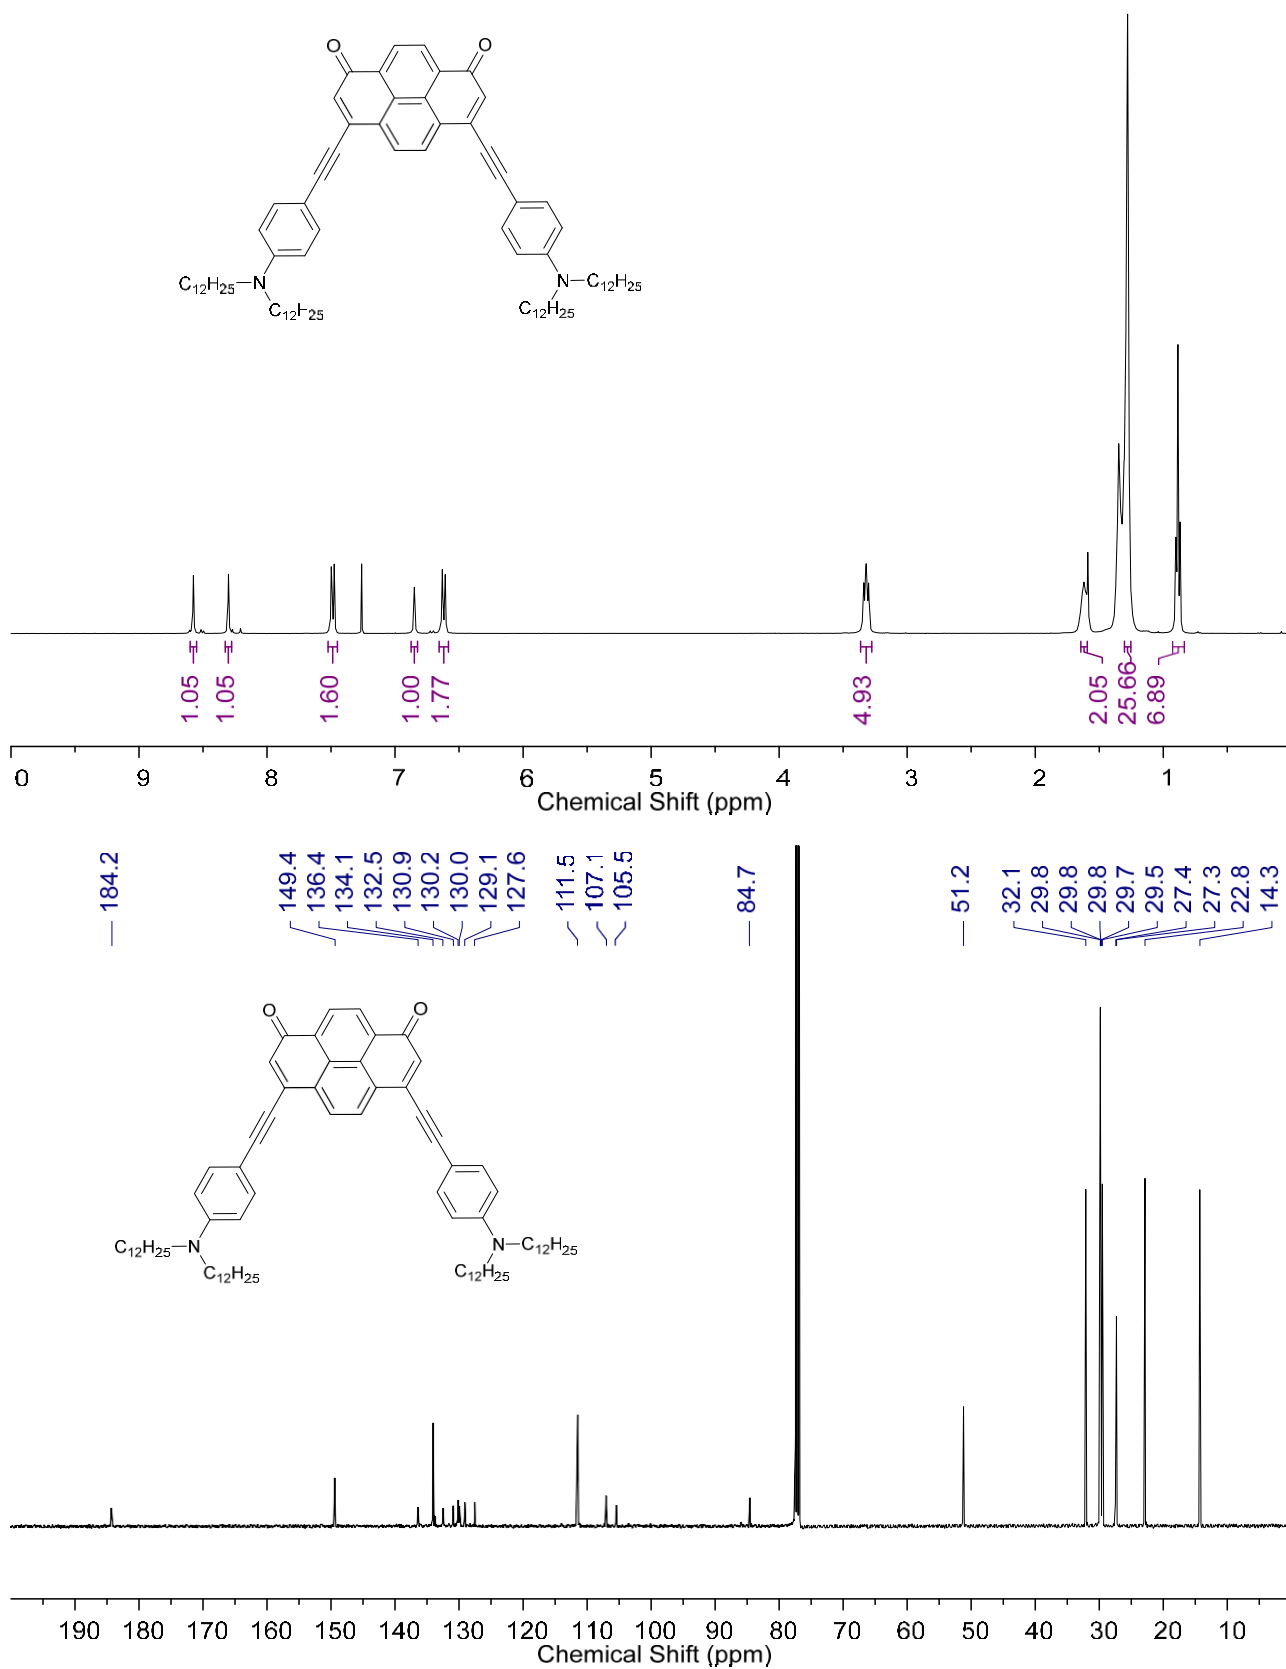 O O
C12H25 N N C12H25
C12H25 C12H25
1.05 1.05 1.60 1.00 1.77 4.93 2.05 25.66 6.89
0 9 8 7 6 5 4 3 2 1
Chemical Shift (ppm)
184.2 149.4 136.4 134.1 132.5 130.9 130.2 130.0 129.1 127.6 111.5 107.1 105.5 84.7 51.2 32.1 29.8 29.8 29.8 29.7 29.5 27.4 27.3 22.8 14.3
O O
C12H25 N N C12H25
C12H25 C12H25
190 180 170 160 150 140 130 120 110 100 90 80 70 60 50 40 30 20 10
Chemical Shift (ppm)